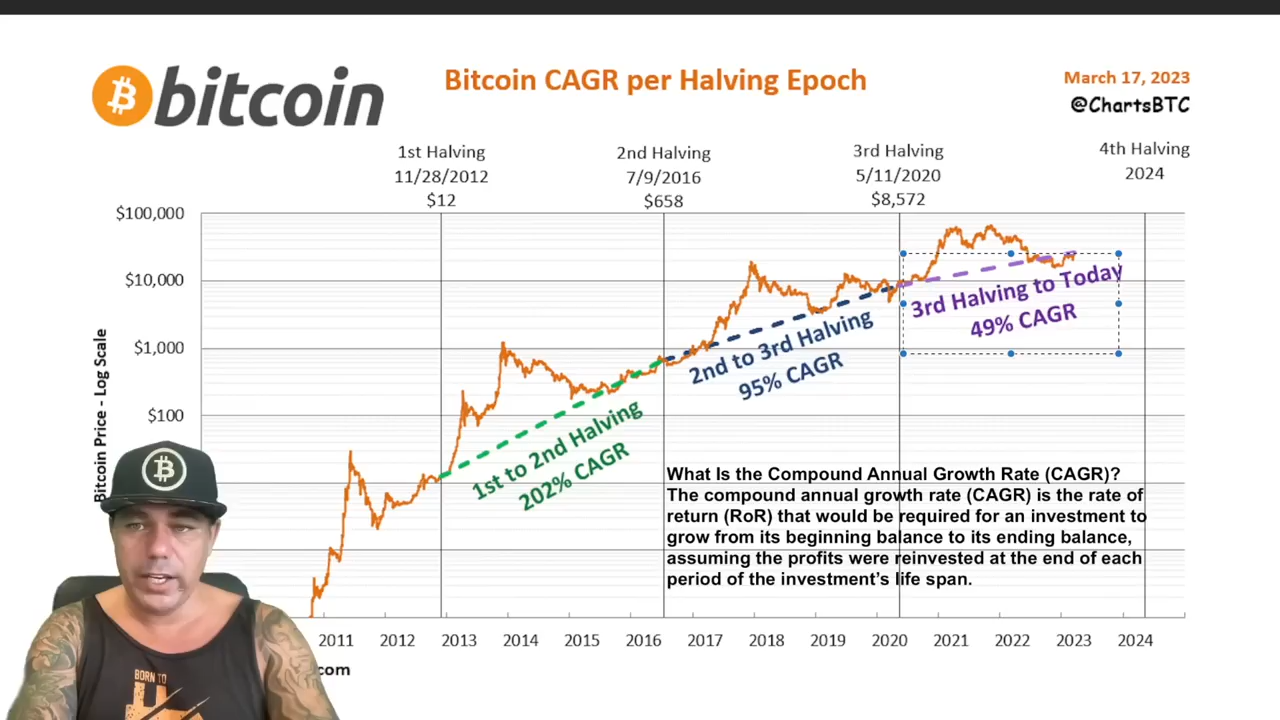 bitcoin
Bitcoin CAGR per Halving Epoch
March 17, 2023
@ChartsBTC
1st Halving
11/28/2012
$12
2nd Halving
7/9/2016
$658
3rd Halving
5/11/2020
$8,572
4th Halving
2024
$100,000
$10,000
$1,000
$100
Bitcoin Price - Log Scale
1st to 2nd Halving
202% CAGR
2nd to 3rd Halving
95% CAGR
3rd Halving to Today
49% CAGR
What Is the Compound Annual Growth Rate (CAGR)?
The compound annual growth rate (CAGR) is the rate of
return (RoR) that would be required for an investment to
grow from its beginning balance to its ending balance,
assuming the profits were reinvested at the end of each
period of the investment's life span.
2011 2012 2013 2014 2015 2016 2017 2018 2019 2020 2021 2022 2023 2024
com
BORN TO